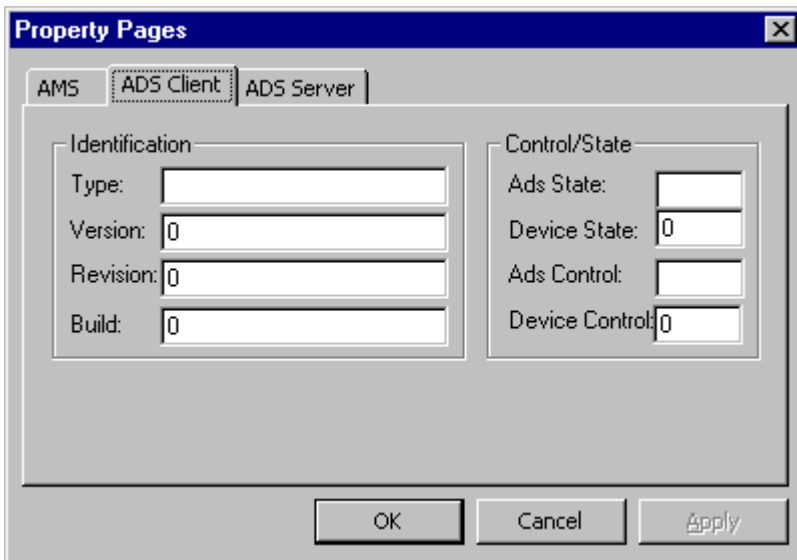 Property Pages
AMS ADS Client ADS Server
Identification
Type:
Version: 0
Revision: 0
Build: 0
Control/State
Ads State:
Device State: 0
Ads Control:
Device Control: 0
OK Cancel Apply